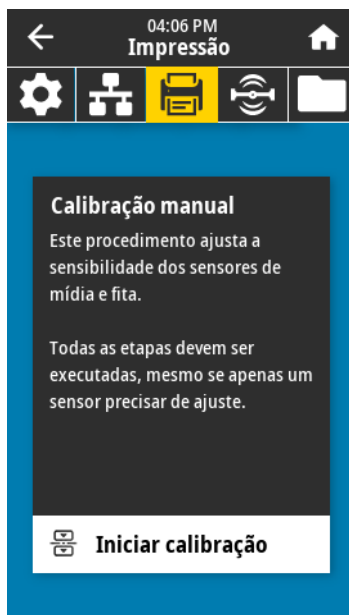 04:06 PM
Impressão
Calibração manual
Este procedimento ajusta a
sensibilidade dos sensores de
mídia e fita.
Todas as etapas devem ser
executadas, mesmo se apenas um
sensor precisar de ajuste.
Iniciar calibração